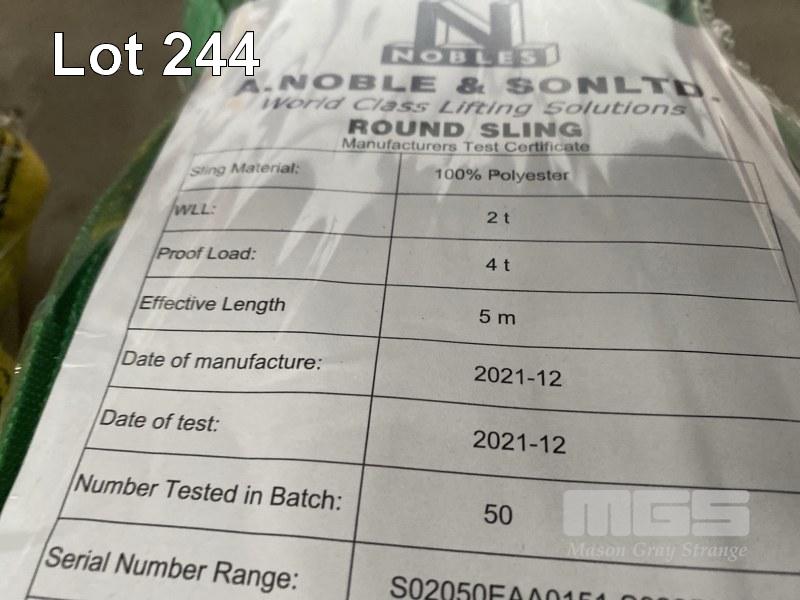 Lot 244
N
NOBLES
A.NOBLE & SON LTD.
World Class Lifting Solutions
ROUND SLING
Manufacturers Test Certificate
Sling Material: 100% Polyester
WLL: 2 t
Proof Load: 4 t
Effective Length 5 m
Date of manufacture: 2021-12
Date of test: 2021-12
Number Tested in Batch: 50
Serial Number Range:
MGS
Mason Gray Strange